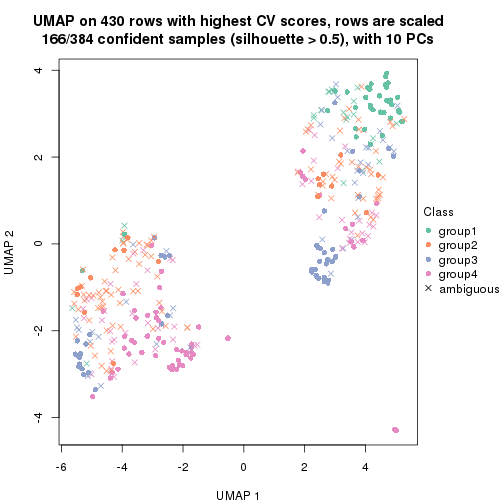 UMAP on 430 rows with highest CV scores, rows are scaled
166/384 confident samples (silhouette > 0.5), with 10 PCs
4
2
0
-2
-4
UMAP 2
-6
-4
-2
0
2
4
UMAP 1
Class
group1
group2
group3
group4
ambiguous